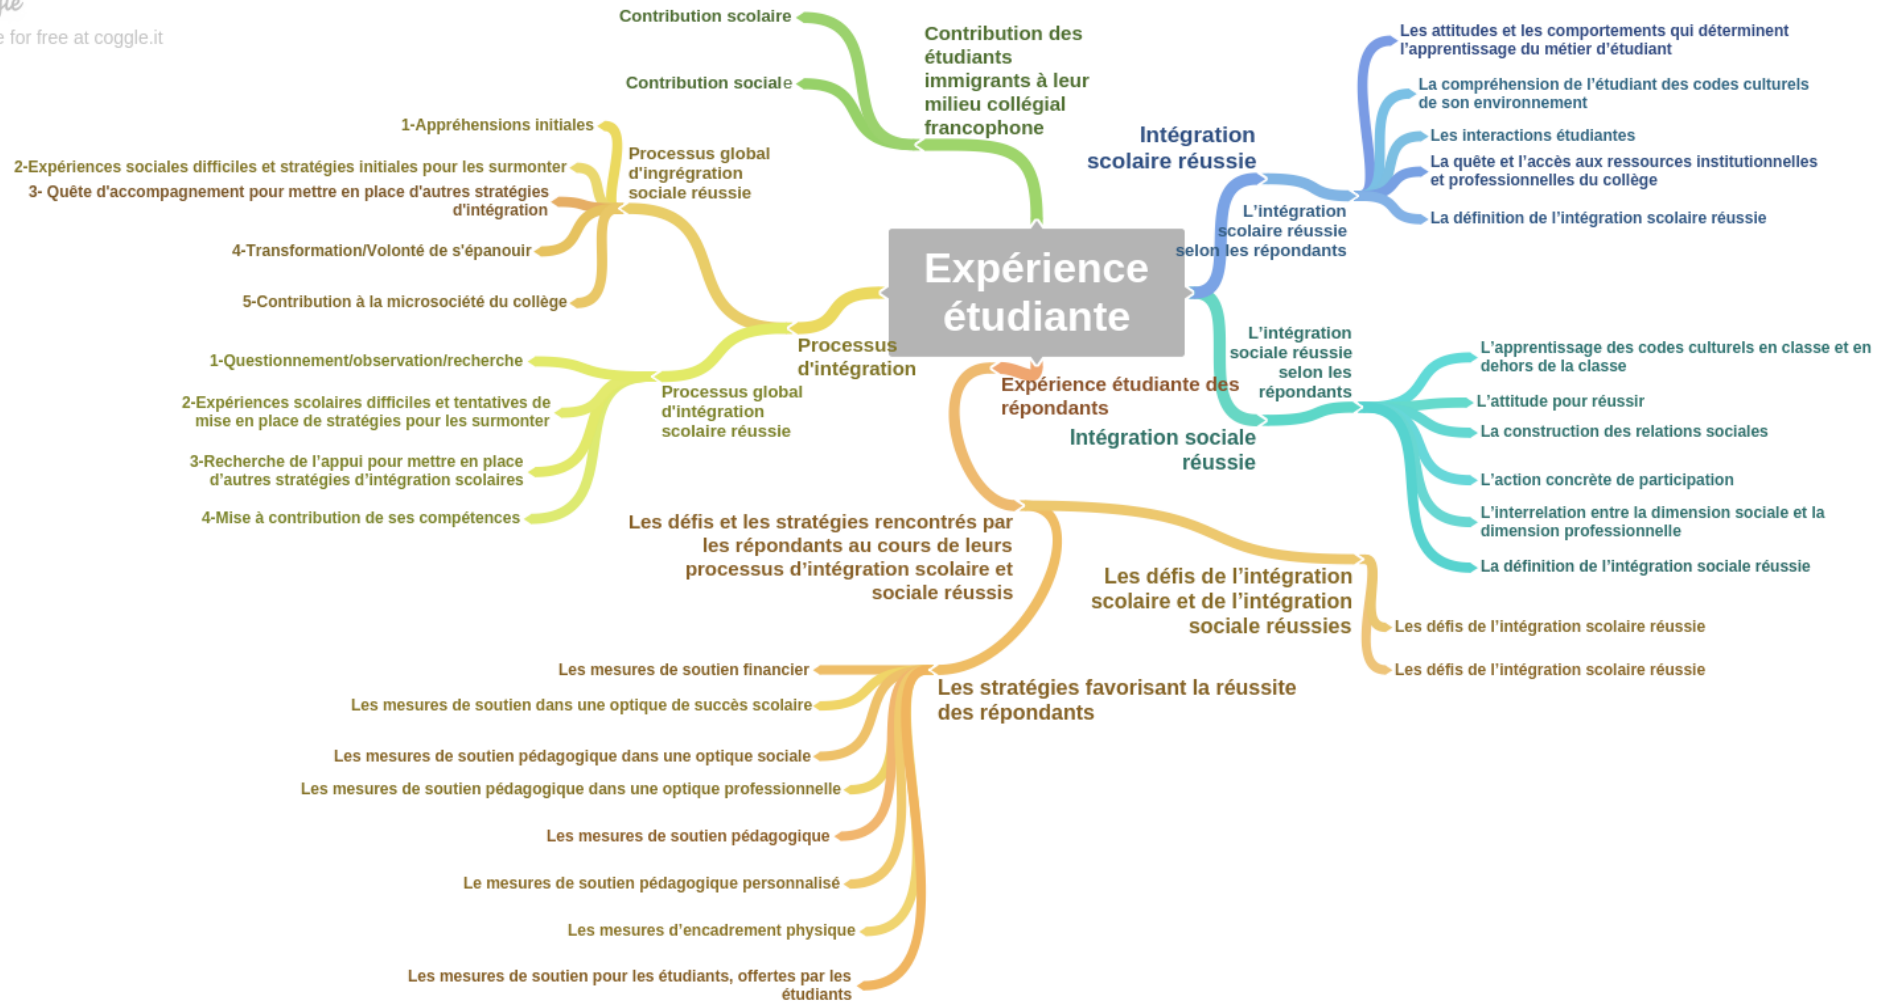 e for free at coggle.it
Contribution scolaire
Contribution sociale
Contribution des
étudiants
immigrants à leur
milieu collégial
francophone
1-Appréhensions initiales
2-Expériences sociales difficiles et stratégies initiales pour les surmonter
3- Quête d'accompagnement pour mettre en place d'autres stratégies
d'intégration
4-Transformation/Volonté de s'épanouir
5-Contribution à la microsociété du collège
Processus global
d'ingrégration
sociale réussie
1-Questionnement/observation/recherche
2-Expériences scolaires difficiles et tentatives de
mise en place de stratégies pour les surmonter
3-Recherche de l’appui pour mettre en place
d’autres stratégies d’intégration scolaires
4-Mise à contribution de ses compétences
Processus global
d'intégration
scolaire réussie
Processus
d'intégration
Expérience
étudiante
Intégration
scolaire réussie
L’intégration
scolaire réussie
selon les répondants
Les attitudes et les comportements qui déterminent
l’apprentissage du métier d’étudiant
La compréhension de l’étudiant des codes culturels
de son environnement
Les interactions étudiantes
La quête et l’accès aux ressources institutionnelles
et professionnelles du collège
La définition de l’intégration scolaire réussie
L’intégration
sociale réussie
selon les
répondants
Intégration sociale
réussie
L’apprentissage des codes culturels en classe et en
dehors de la classe
L’attitude pour réussir
La construction des relations sociales
L’action concrète de participation
L’interrelation entre la dimension sociale et la
dimension professionnelle
La définition de l’intégration sociale réussie
Expérience étudiante des
répondants
Les défis et les stratégies rencontrés par
les répondants au cours de leurs
processus d’intégration scolaire et
sociale réussis
Les défis de l’intégration
scolaire et de l’intégration
sociale réussies
Les défis de l’intégration scolaire réussie
Les défis de l’intégration scolaire réussie
Les stratégies favorisant la réussite
des répondants
Les mesures de soutien financier
Les mesures de soutien dans une optique de succès scolaire
Les mesures de soutien pédagogique dans une optique sociale
Les mesures de soutien pédagogique dans une optique professionnelle
Les mesures de soutien pédagogique
Le mesures de soutien pédagogique personnalisé
Les mesures d’encadrement physique
Les mesures de soutien pour les étudiants, offertes par les
étudiants